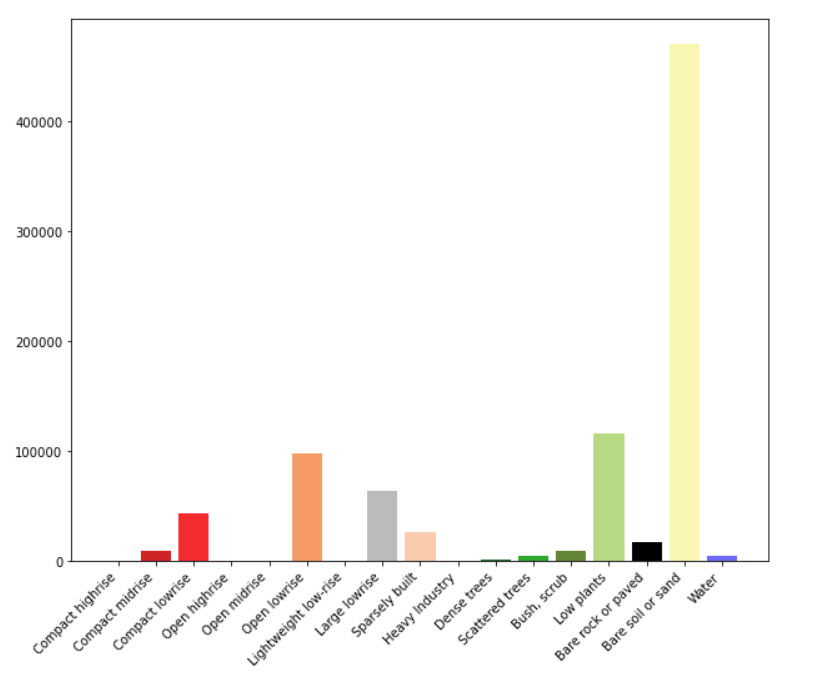 400000
300000
200000
100000
0
Compact highrise
Compact midrise
Compact lowrise
Open highrise
Open midrise
Open lowrise
Lightweight low-rise
Large lowrise
Sparsely built
Heavy Industry
Dense trees
Scattered trees
Bush, scrub
Low plants
Bare rock or paved
Bare soil or sand
Water